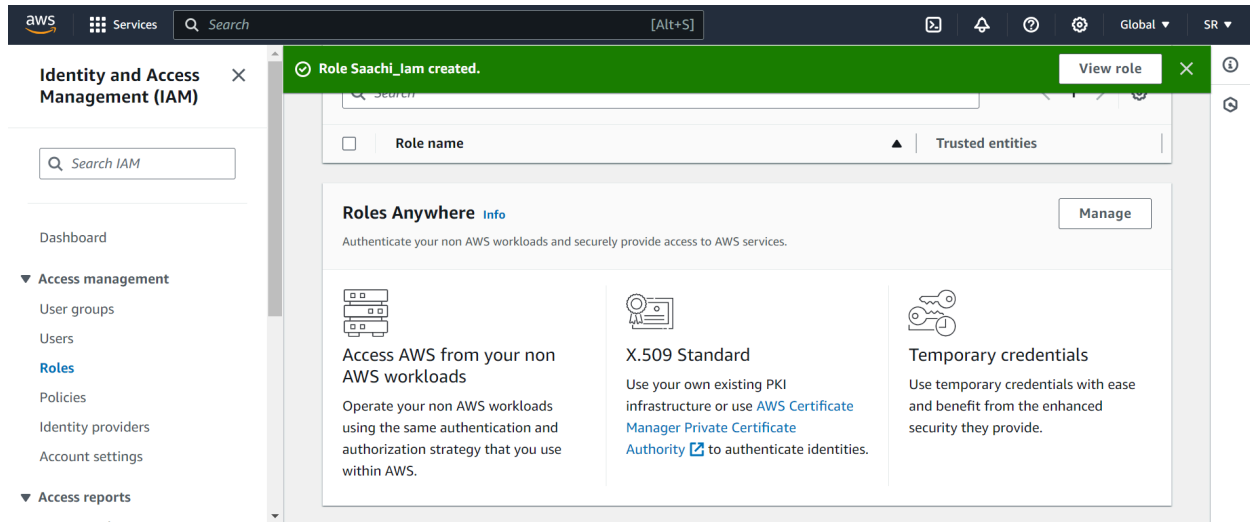 aws
Services
Search
[Alt+S]
Global
SR
Identity and Access
Management (IAM)
Search IAM
Dashboard
Access management
User groups
Users
Roles
Policies
Identity providers
Account settings
Access reports
Role Saachi_Iam created.
View role
Search
1
Role name
Trusted entities
Roles Anywhere Info
Manage
Authenticate your non AWS workloads and securely provide access to AWS services.
Access AWS from your non
AWS workloads
Operate your non AWS workloads
using the same authentication and
authorization strategy that you use
within AWS.
X.509 Standard
Use your own existing PKI
infrastructure or use AWS Certificate
Manager Private Certificate
Authority to authenticate identities.
Temporary credentials
Use temporary credentials with ease
and benefit from the enhanced
security they provide.